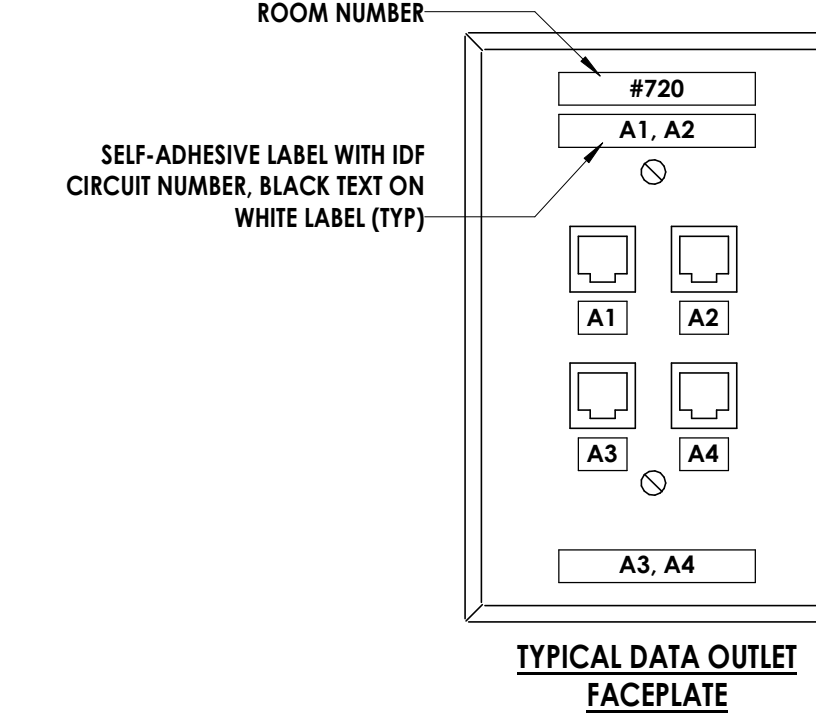 ROOM NUMBER
#720
A1, A2
SELF-ADHESIVE LABEL WITH IDF
CIRCUIT NUMBER, BLACK TEXT ON
WHITE LABEL (TYP)
A1
A2
A3
A4
A3, A4
TYPICAL DATA OUTLET
FACEPLATE